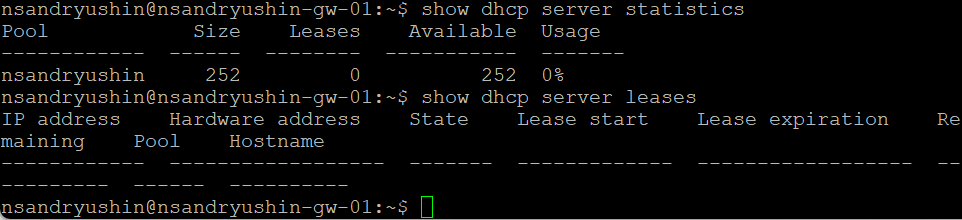 nsandryushin@nsandryushin-gw-01:~$ show dhcp server statistics
Pool            Size    Leases    Available  Usage
------------  ------  --------  -----------  -------
nsandryushin     252         0          252  0%
nsandryushin@nsandryushin-gw-01:~$ show dhcp server leases
IP address    Hardware address    State    Lease start    Lease expiration    Re
maining    Pool    Hostname
------------  ------------------  -------  -------------  ------------------  --
---------  ------  ----------
nsandryushin@nsandryushin-gw-01:~$